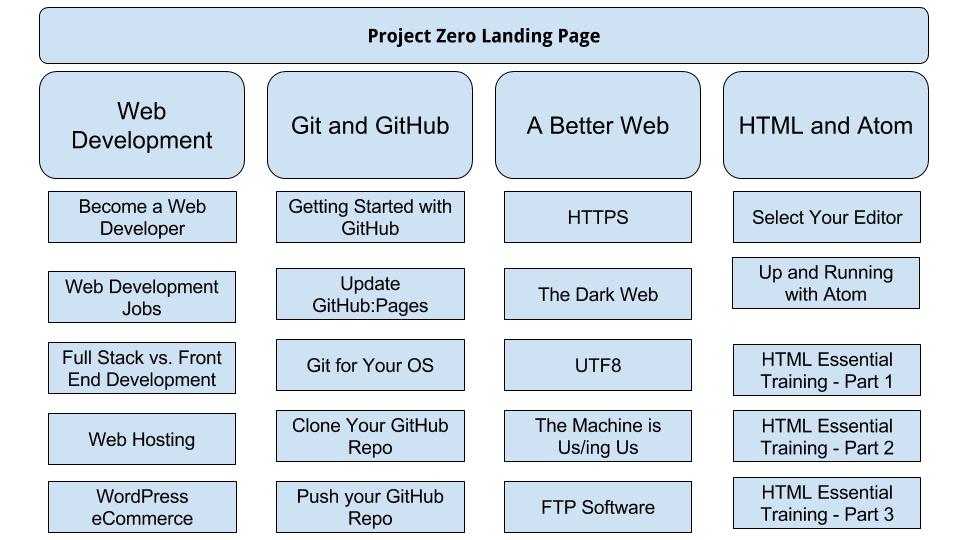 Project Zero Landing Page
Web
Development
Become a Web
Developer
Web Development
Jobs
Full Stack vs. Front
End Development
Web Hosting
WordPress
eCommerce
Git and GitHub
Getting Started with
GitHub
Update
GitHub:Pages
Git for Your OS
Clone Your GitHub
Repo
Push your GitHub
Repo
A Better Web
HTTPS
The Dark Web
UTF8
The Machine is
Us/ing Us
FTP Software
HTML and Atom
Select Your Editor
Up and Running
with Atom
HTML Essential
Training - Part 1
HTML Essential
Training - Part 2
HTML Essential
Training - Part 3